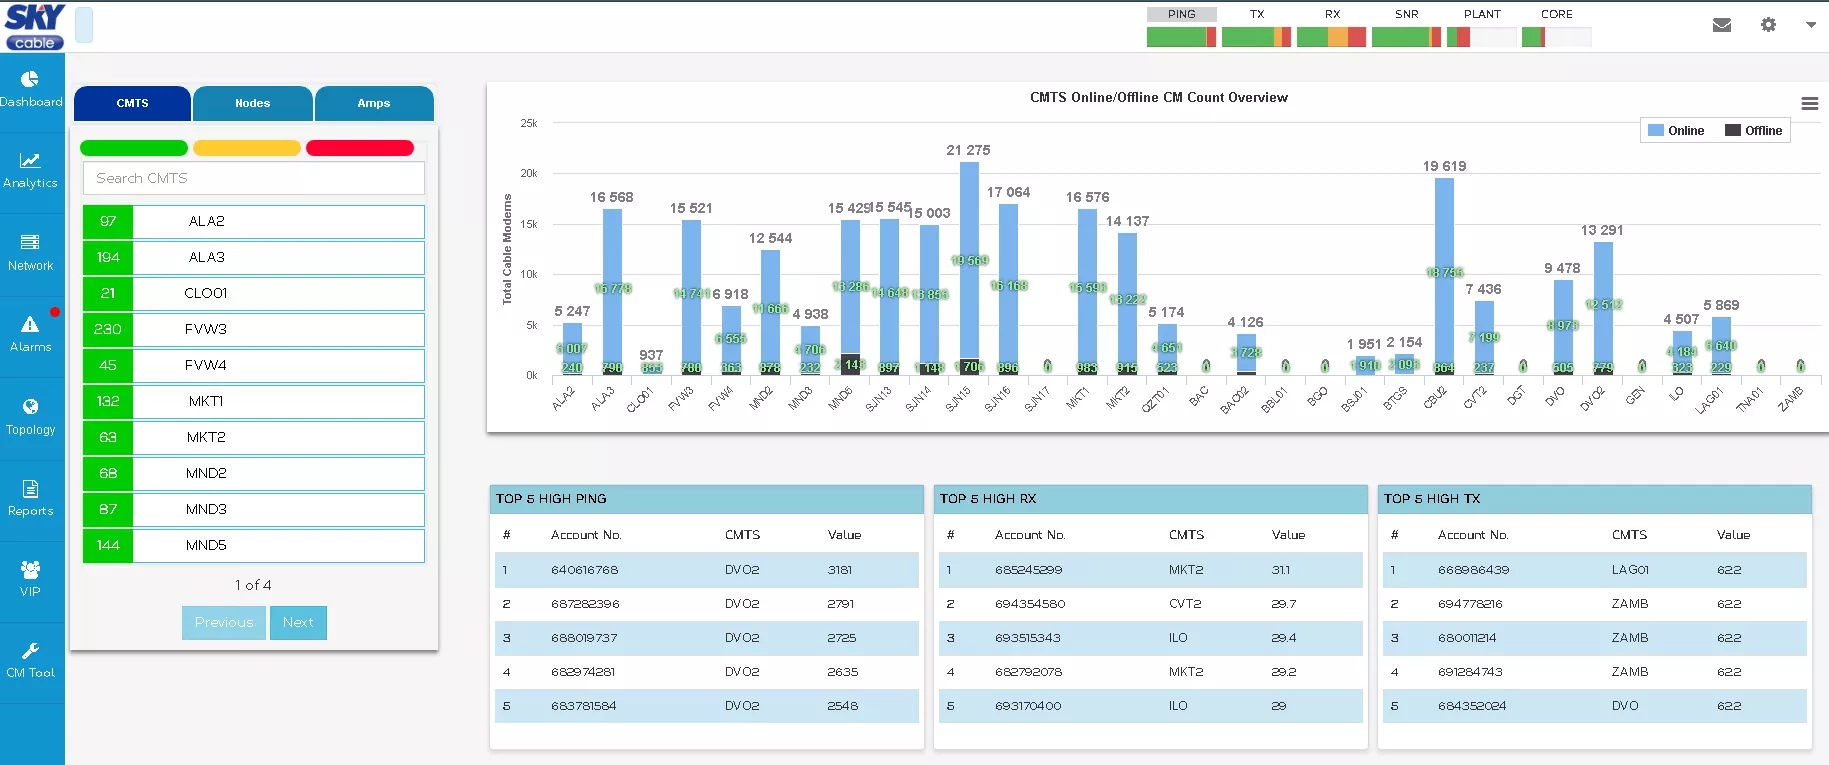 SKY
cable
PING TX RX SNR PLANT CORE
Dashboard
Analytics
Network
Alarms
Topology
Reports
VIP
CM Tool
CMTS Nodes Amps
Search CMTS
97 ALA2
194 ALA3
21 CLO01
230 FVW3
45 FVW4
132 MKT1
63 MKT2
68 MND2
87 MND3
144 MND5
1 of 4
Previous Next
CMTS Online/Offline CM Count Overview
Online Offline
Total Cable Modems
25k
20k
15k
10k
5k
0k
5 247 16 568 937 15 521 6 918 12 544 4 938 15 429 15 545 15 003 21 275 17 064 16 576 14 137 5 174 4 126 1 951 2 154 19 619 7 436 9 478 13 291 4 507 5 869
5 007 15 778 14 741 6 555 11 666 4 706 13 286 14 648 13 855 19 569 16 168 15 593 13 222 4 651 3 728 1 910 2 093 18 755 7 199 8 973 12 512 4 184 5 640
240 790 780 363 878 232 2 143 897 1 148 1 706 896 0 983 915 523 0 0 0 864 237 0 505 779 0 323 229 0 0
ALA2 ALA3 CLO01 FVW3 FVW4 MND2 MND3 MND5 SJN13 SJN14 SJN15 SJN16 SJN17 MKT1 MKT2 QZT01 BAC BAC02 BBL01 BGO BSJ01 BTGS CBU2 CVT2 DGT DVO DVO2 GEN ILO LAG01 TNA01 ZAMB
TOP 5 HIGH PING
# Account No. CMTS Value
1 640616768 DVO2 3181
2 687282396 DVO2 2791
3 688019737 DVO2 2725
4 682974281 DVO2 2635
5 683781584 DVO2 2548
TOP 5 HIGH RX
# Account No. CMTS Value
1 685245299 MKT2 31.1
2 694354580 CVT2 29.7
3 693515343 ILO 29.4
4 682792078 MKT2 29.2
5 693170400 ILO 29
TOP 5 HIGH TX
# Account No. CMTS Value
1 668986439 LAG01 62.2
2 694778216 ZAMB 62.2
3 680011214 ZAMB 62.2
4 691284743 ZAMB 62.2
5 684352024 DVO 62.2